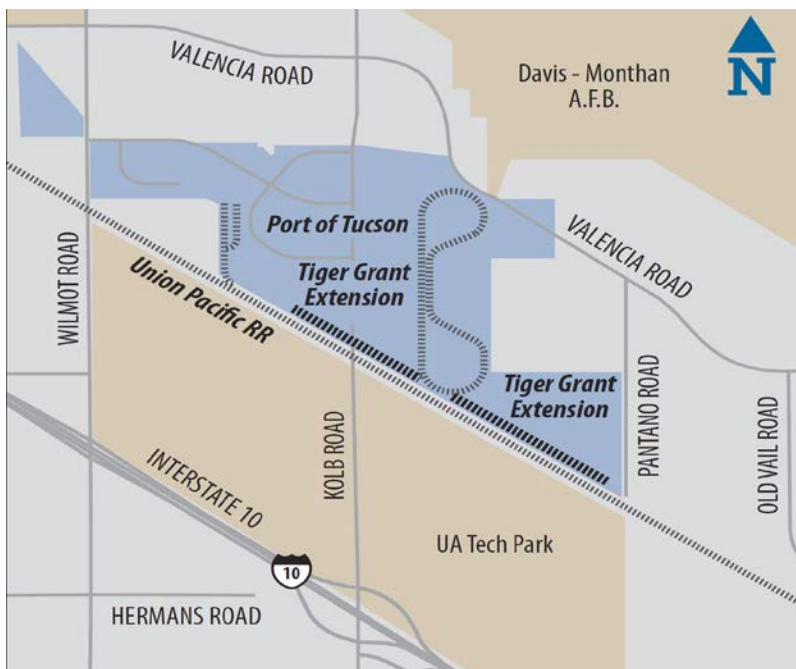 VALENCIA ROAD
Davis - Monthan
A.F.B.
N
Port of Tucson
Tiger Grant
Extension
Union Pacific RR
WILMOT ROAD
VALENCIA ROAD
Tiger Grant
Extension
KOLB ROAD
PANTANO ROAD
OLD VAIL ROAD
INTERSTATE 10
10
UA Tech Park
HERMANS ROAD